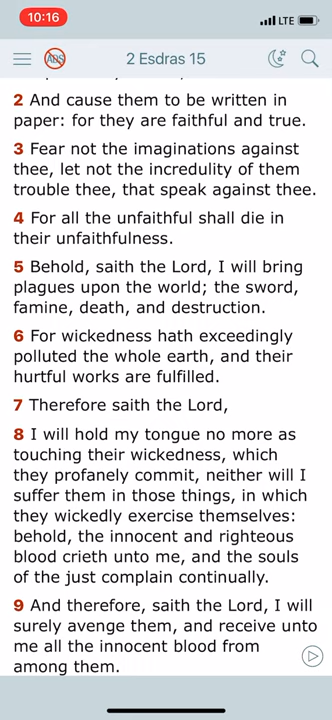 10:16
LTE
ADS
2 Esdras 15
2 And cause them to be written in
paper: for they are faithful and true.
3 Fear not the imaginations against
thee, let not the incredulity of them
trouble thee, that speak against thee.
4 For all the unfaithful shall die in
their unfaithfulness.
5 Behold, saith the Lord, I will bring
plagues upon the world; the sword,
famine, death, and destruction.
6 For wickedness hath exceedingly
polluted the whole earth, and their
hurtful works are fulfilled.
7 Therefore saith the Lord,
8 I will hold my tongue no more as
touching their wickedness, which
they profanely commit, neither will I
suffer them in those things, in which
they wickedly exercise themselves:
behold, the innocent and righteous
blood crieth unto me, and the souls
of the just complain continually.
9 And therefore, saith the Lord, I will
surely avenge them, and receive unto
me all the innocent blood from
among them.